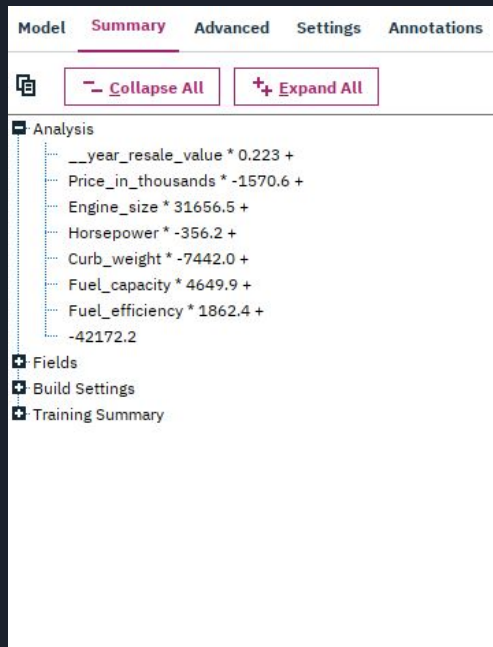 Model Summary Advanced Settings Annotations
Collapse All Expand All
Analysis
__year_resale_value * 0.223 +
Price_in_thousands * -1570.6 +
Engine_size * 31656.5 +
Horsepower * -356.2 +
Curb_weight * -7442.0 +
Fuel_capacity * 4649.9 +
Fuel_efficiency * 1862.4 +
-42172.2
Fields
Build Settings
Training Summary